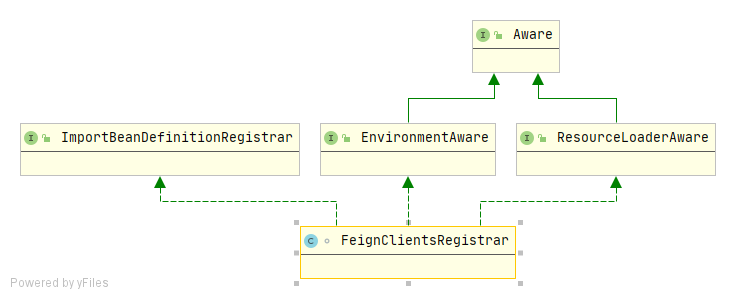 Aware
ImportBeanDefinitionRegistrar
EnvironmentAware
ResourceLoaderAware
FeignClientsRegistrar
Powered by yFiles